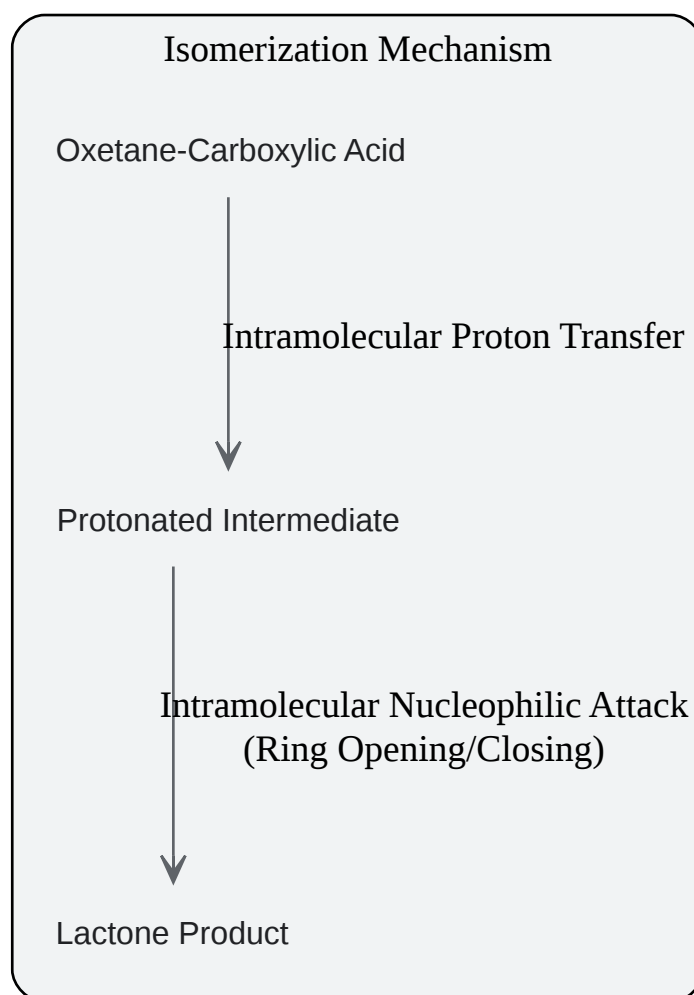 Isomerization Mechanism
Oxetane-Carboxylic Acid
Intramolecular Proton Transfer
Protonated Intermediate
Intramolecular Nucleophilic Attack
(Ring Opening/Closing)
Lactone Product